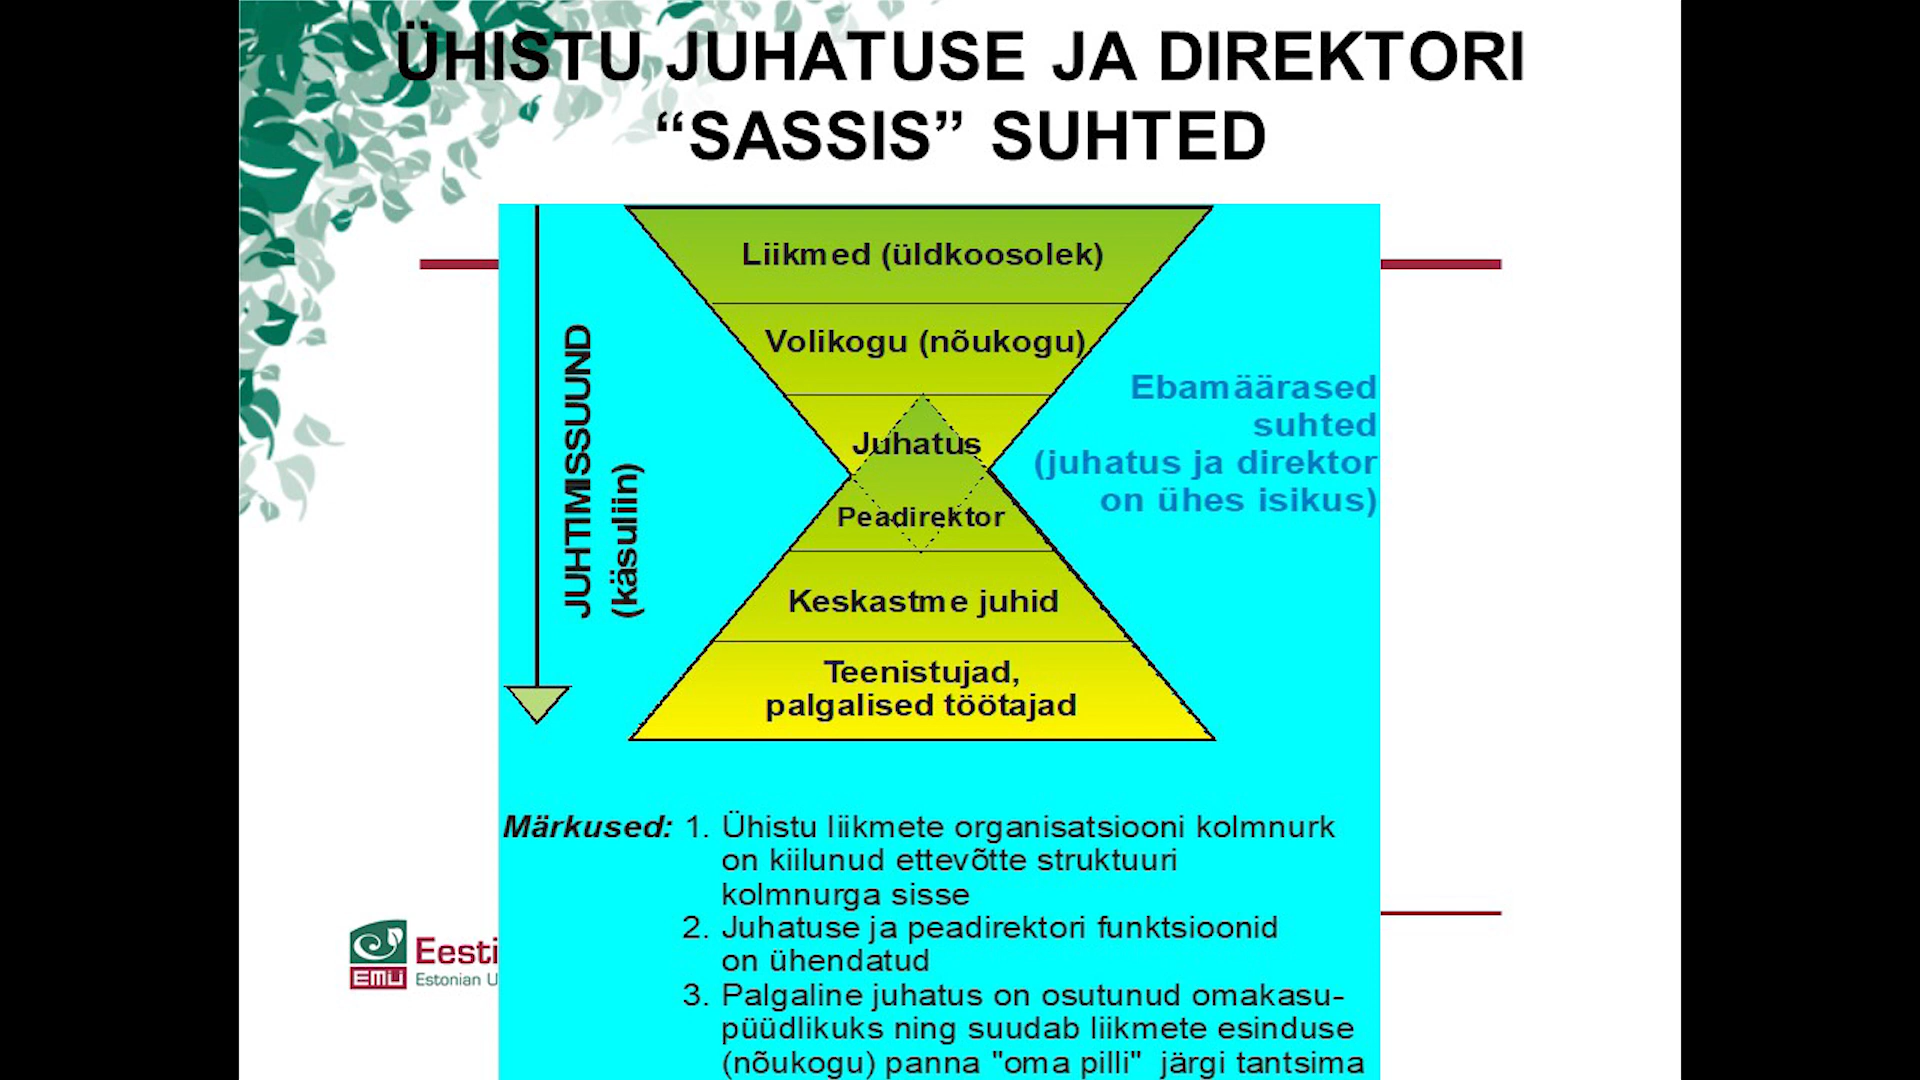 ÜHISTU JUHATUSE JA DIREKTORI
“SASSIS” SUHTED
JUHTIMISSUUND
(käsuliin)
Liikmed (üldkoosolek)
Volikogu (nõukogu)
Juhatus
Peadirektor
Keskastme juhid
Teenistujad,
palgalised töötajad
Ebamäärased
suhted
(juhatus ja direktor
on ühes isikus)
Märkused: 1. Ühistu liikmete organisatsiooni kolmnurk
on kiilunud ettevõtte struktuuri
kolmnurga sisse
2. Juhatuse ja peadirektori funktsioonid
on ühendatud
3. Palgaline juhatus on osutunud omakasu-
püüdlikuks ning suudab liikmete esinduse
(nõukogu) panna "oma pilli" järgi tantsima
EMÜ
Eesti
Estonian U